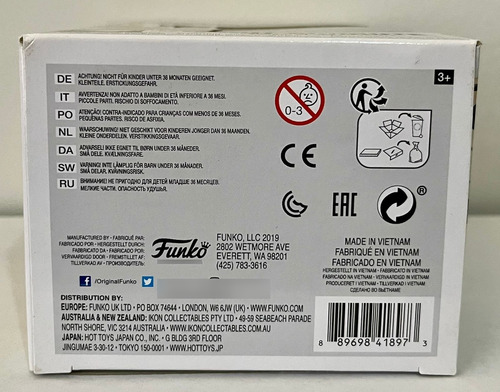 3+
DE ACHTUNG! NICHT FÜR KINDER UNTER 36 MONATEN GEEIGNET.
KLEINTEILE, ERSTICKUNGSGEFAHR.
IT AVVERTENZA! NON ADATTO A BAMBINI DI ETÀ INFERIORE A 36 MESI.
PICCOLE PARTI. RISCHIO DI SOFFOCAMENTO.
PO ATENÇÃO! CONTRA-INDICADO PARA CRIANÇAS COM MENOS DE 36 MESES.
PEQUENAS PARTES. RISCO DE ASFIXIA.
NL WAARSCHUWING! NIET GESCHIKT VOOR KINDEREN JONGER DAN 36 MAANDEN.
KLEINE ONDERDELEN. VERSTIKKINGSGEVAAR.
DA ADVARSEL! IKKE EGNET TIL BØRN UNDER 36 MÅNEDER.
SMÅ DELE. KVÆLNINGSFARE.
SW VARNING! INTE LÄMPLIG FÖR BARN UNDER 36 MÅNADER.
SMÅ DELAR. KVÄVNINGSRISK.
RU ВНИМАНИЕ! НЕ ПРЕДНАЗНАЧЕНО ДЛЯ ДЕТЕЙ МЛАДШЕ 36 МЕСЯЦЕВ.
МЕЛКИЕ ЧАСТИ. ОПАСНОСТЬ УДУШЬЯ.
0-3
CE
EAC
®
MANUFACTURED BY • FABRIQUÉ PAR:
FABRICADO POR • HERGESTELLT DURCH:
FABBRICATO DA • FABRICADO POR:
VERVAARDIGD DOOR • FREMSTILLET AF:
TILLVERKAD AV • ПРОИЗВОДИТЕЛЬ:
Funko
FUNKO, LLC 2019
2802 WETMORE AVE
EVERETT, WA 98201
(425) 783-3616
/OriginalFunko
MADE IN VIETNAM
FABRIQUÉ EN VIETNAM
FABRICADO EN VIETNAM
HERGESTELLT IN VIETNAM • FABBRICATO IN VIETNAM
FABRICADO NA VIETNAM • VERVAARDIGD IN VIETNAM
PRODUCERET I VIETNAM • TILLVERKAD I VIETNAM
СДЕЛАНО ВО ВЬЕТНАМЕ
DISTRIBUTION BY:
EUROPE: FUNKO UK LTD • PO BOX 74644 • LONDON, W6 6JW UK • WWW.FUNKO.COM
AUSTRALIA & NEW ZEALAND: IKON COLLECTABLES PTY LTD • 49-59 SEABEACH PARADE
NORTH SHORE, VIC 3214 AUSTRALIA • WWW.IKONCOLLECTABLES.COM.AU
JAPAN: HOT TOYS JAPAN CO., INC. • G BLDG 3RD FLOOR
JINGUMAE 3-30-12 • TOKYO 150-0001 • WWW.HOTTOYS.JP
8 89698 41897 3